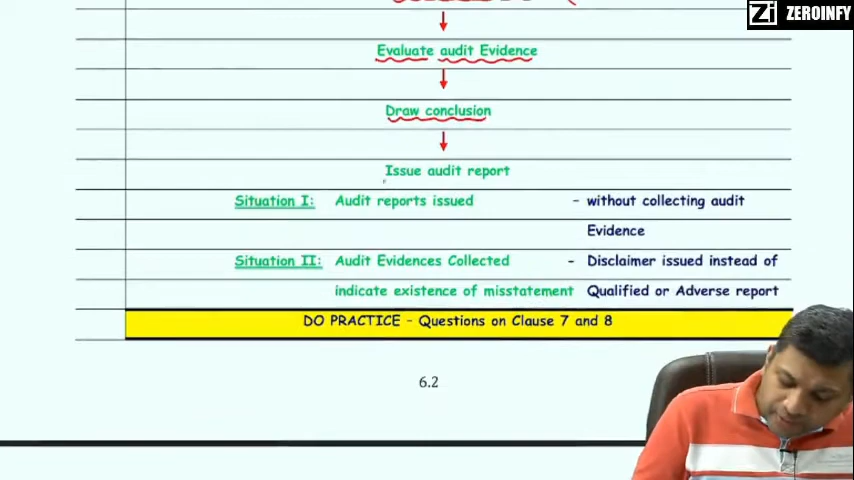 Zi ZEROINFY
Evaluate audit Evidence
Draw conclusion
Issue audit report
Situation I: Audit reports issued - without collecting audit
Evidence
Situation II: Audit Evidences Collected - Disclaimer issued instead of
indicate existence of misstatement Qualified or Adverse report
DO PRACTICE - Questions on Clause 7 and 8
6.2